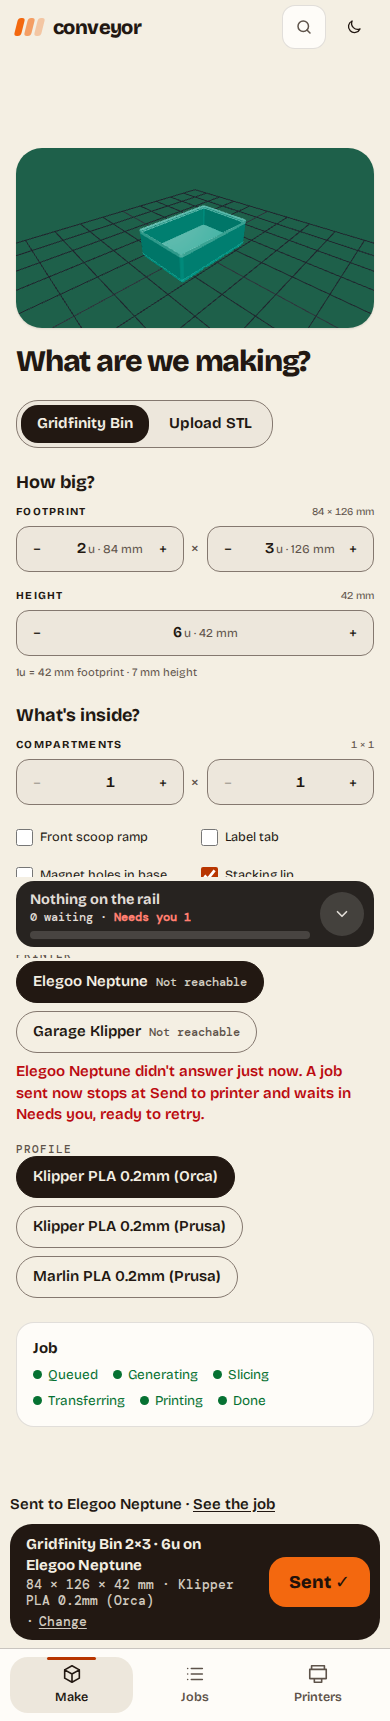 conveyor
What are we making?
Gridfinity Bin Upload STL
How big?
FOOTPRINT 84 × 126 mm
− 2 u · 84 mm + × − 3 u · 126 mm +
HEIGHT 42 mm
− 6 u · 42 mm +
1u = 42 mm footprint · 7 mm height
What's inside?
COMPARTMENTS 1 × 1
− 1 + × − 1 +
Front scoop ramp Label tab
Magnet holes in base Stacking lip
Nothing on the rail
0 waiting · Needs you 1
PRINTER
Elegoo Neptune Not reachable
Garage Klipper Not reachable
Elegoo Neptune didn't answer just now. A job
sent now stops at Send to printer and waits in
Needs you, ready to retry.
PROFILE
Klipper PLA 0.2mm (Orca)
Klipper PLA 0.2mm (Prusa)
Marlin PLA 0.2mm (Prusa)
Job
Queued Generating Slicing
Transferring Printing Done
Sent to Elegoo Neptune · See the job
Gridfinity Bin 2×3 · 6u on
Elegoo Neptune
84 × 126 × 42 mm · Klipper
PLA 0.2mm (Orca)
· Change
Sent ✓
Make Jobs Printers